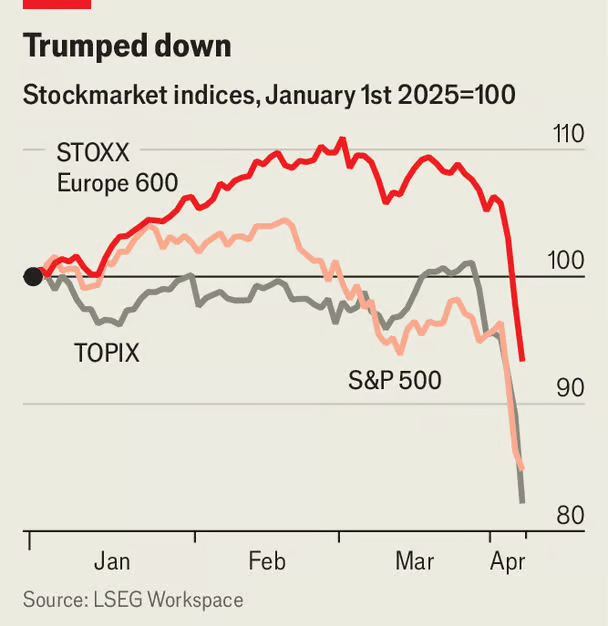 Trumped down
Stockmarket indices, January 1st 2025=100
110
STOXX
Europe 600
100
TOPIX
S&P 500
90
80
Jan Feb Mar Apr
Source: LSEG Workspace